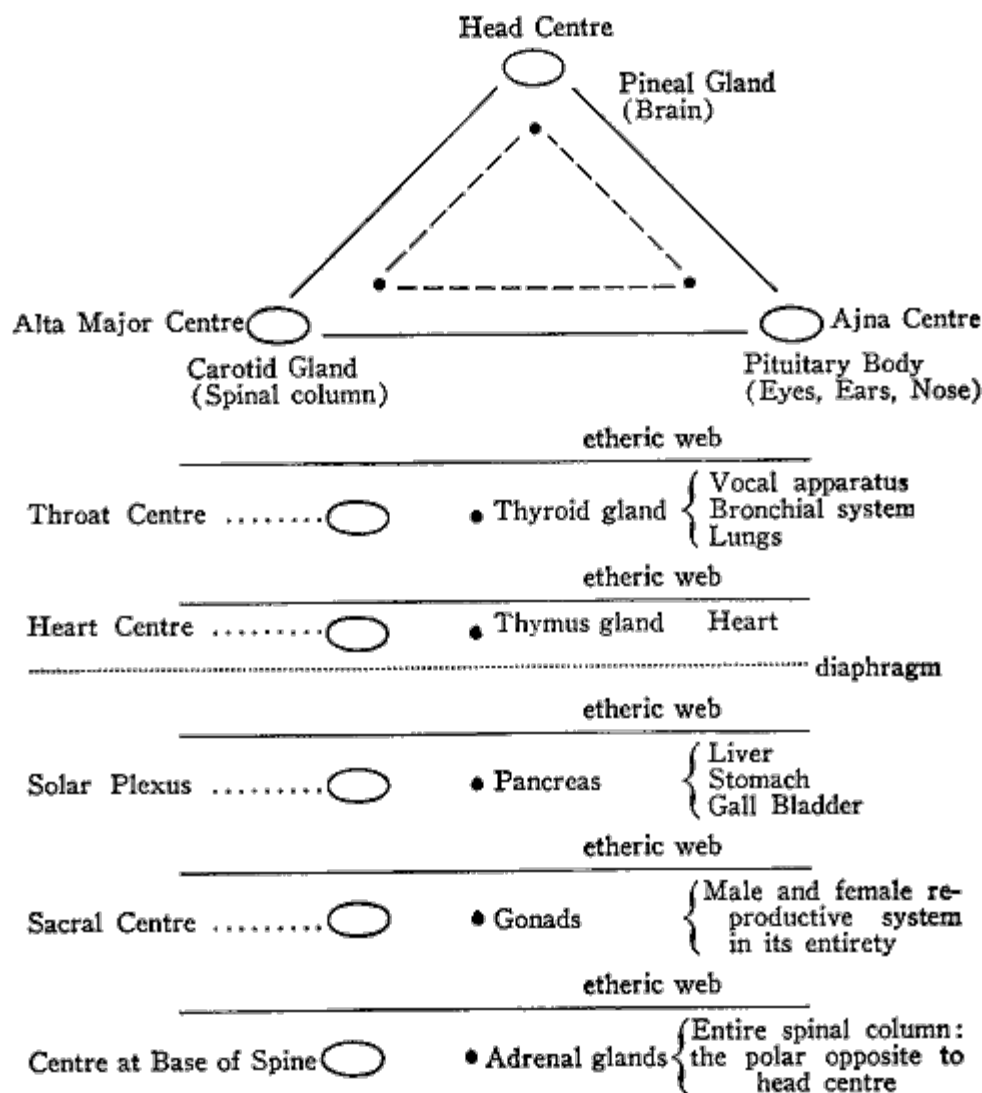 Head Centre
Pineal Gland
(Brain)
Alta Major Centre
Ajna Centre
Carotid Gland
(Spinal column)
Pituitary Body
(Eyes, Ears, Nose)
etheric web
Throat Centre ........
Thyroid gland
Vocal apparatus
Bronchial system
Lungs
etheric web
Heart Centre .........
Thymus gland Heart
diaphragm
etheric web
Solar Plexus .........
Pancreas
Liver
Stomach
Gall Bladder
etheric web
Sacral Centre .........
Gonads
Male and female re-
productive system
in its entirety
etheric web
Centre at Base of Spine
Adrenal glands
Entire spinal column:
the polar opposite to
head centre